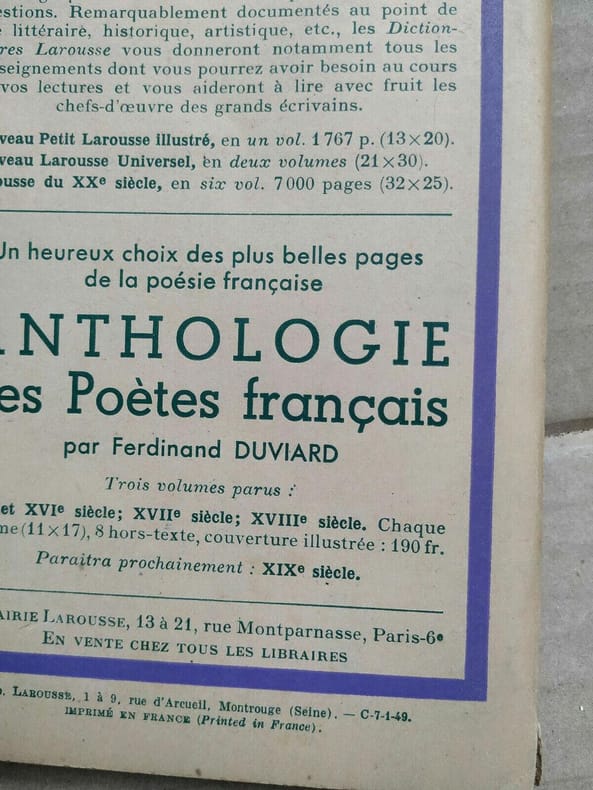 estions. Remarquablement documentés au point de
littéraire, historique, artistique, etc., les Diction-
res Larousse vous donneront notamment tous les
seignements dont vous pourrez avoir besoin au cours
vos lectures et vous aideront à lire avec fruit les
chefs-d'œuvre des grands écrivains.
veau Petit Larousse illustré, en un vol. 1 767 p. (13×20).
veau Larousse Universel, en deux volumes (21×30).
ousse du XXe siècle, en six vol. 7 000 pages (32×25).
Un heureux choix des plus belles pages
de la poésie française
ANTHOLOGIE
es Poètes français
par Ferdinand DUVIARD
Trois volumes parus :
et XVIe siècle; XVIIe siècle; XVIIIe siècle. Chaque
me (11×17), 8 hors-texte, couverture illustrée : 190 fr.
Paraîtra prochainement : XIXe siècle.
AIRIE LAROUSSE, 13 à 21, rue Montparnasse, Paris-6e
EN VENTE CHEZ TOUS LES LIBRAIRES
. LAROUSSE, 1 à 9, rue d'Arcueil, Montrouge (Seine). — C-7-1-49.
IMPRIMÉ EN FRANCE (Printed in France).